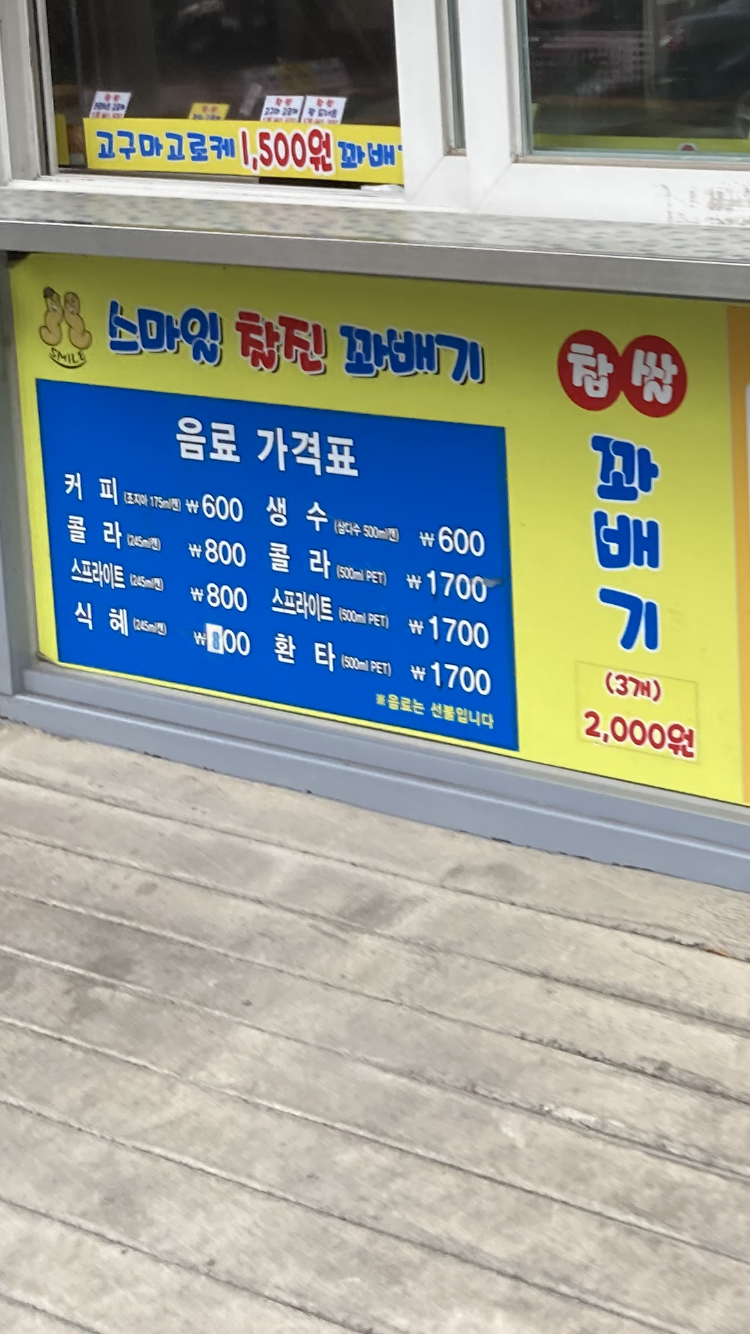 고구마고로케 1,500원 꽈배
SMILE
스마일 찹진 꽈배기
찹쌀
꽈배기
(3개)
2,000원
음료 가격표
커피 (조지아 175ml캔) ₩600
생수 (삼다수 500ml캔) ₩600
콜라 (245ml캔) ₩800
콜라 (500ml PET) ₩1700
스프라이트 (245ml캔) ₩800
스프라이트 (500ml PET) ₩1700
식혜 (245ml캔) ₩800
환타 (500ml PET) ₩1700
※음료는 선불입니다